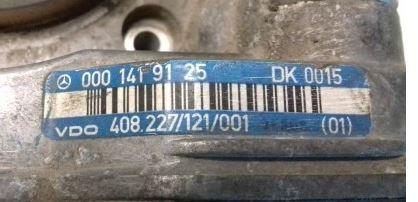 000 141 91 25 DK 0015
VDO 408.227/121/001 (01)